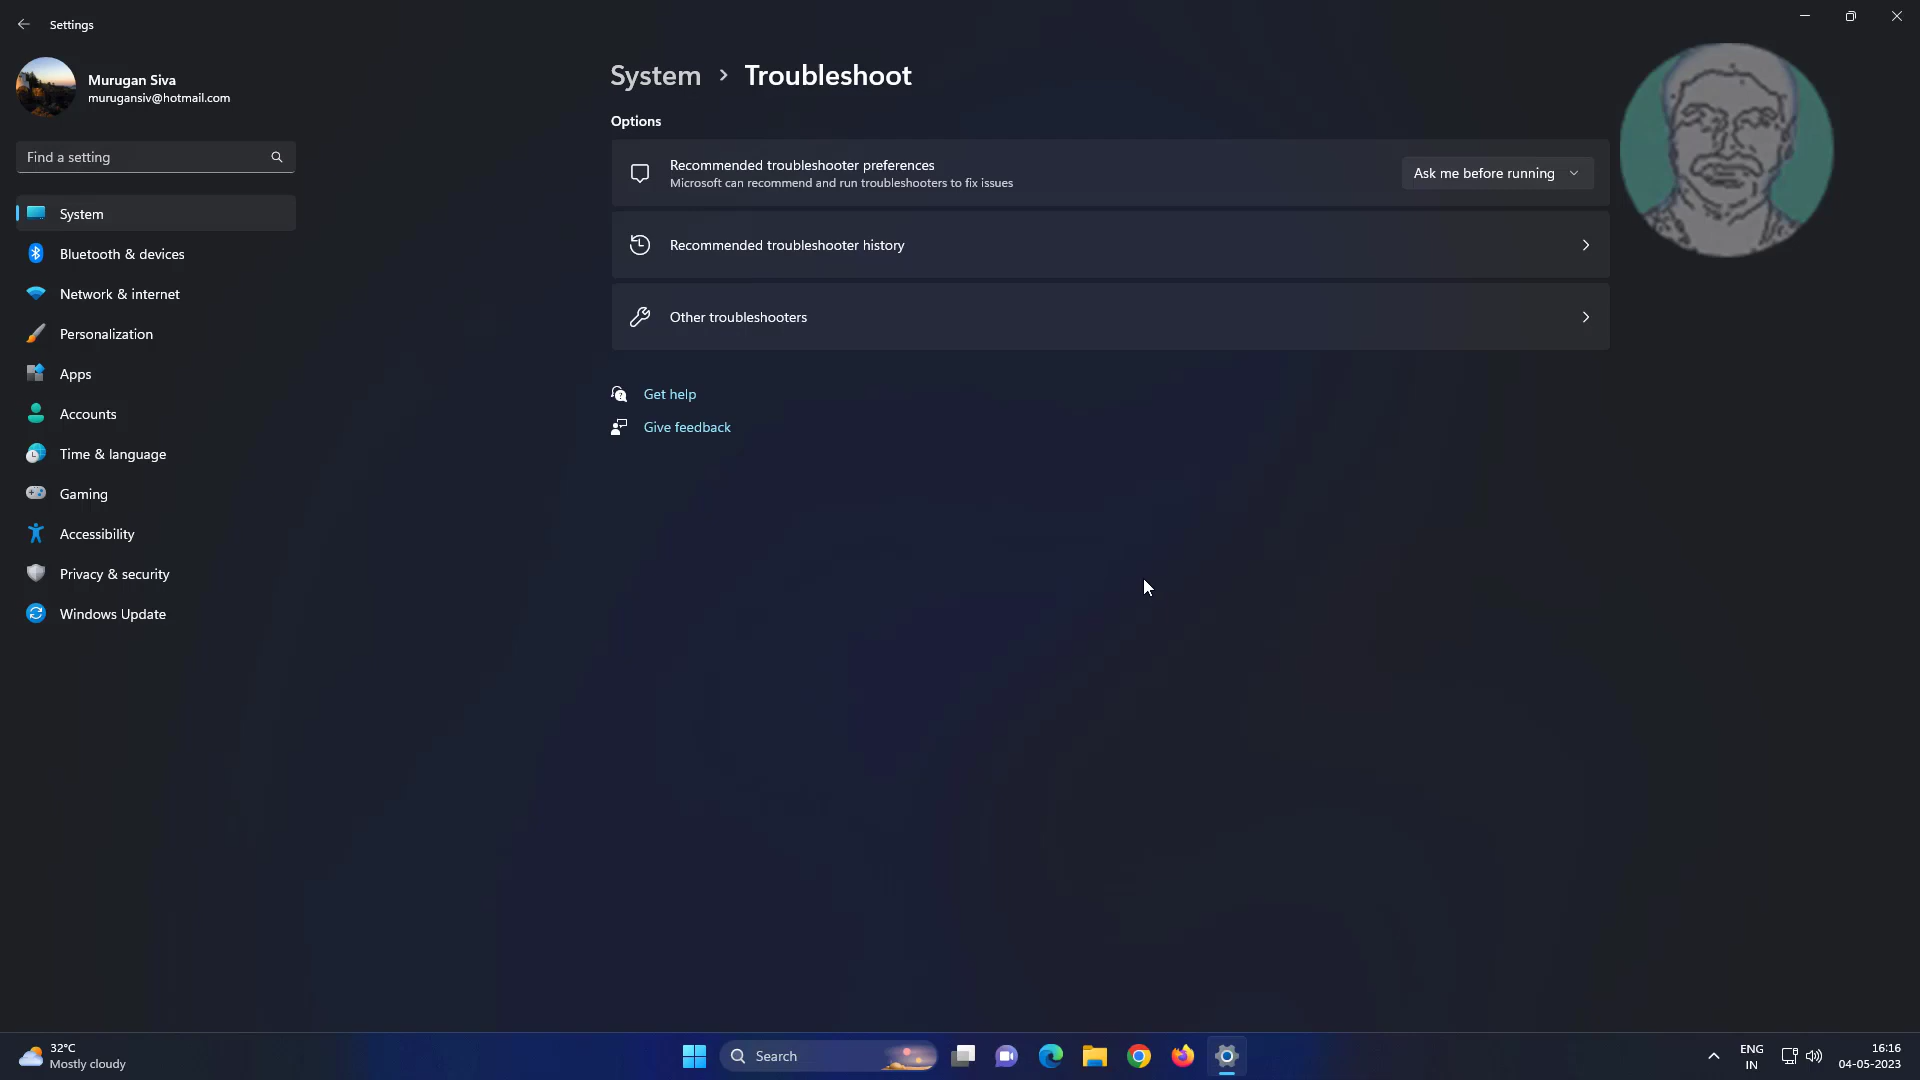 Settings
Murugan Siva
murugansiv@hotmail.com
Find a setting
System
Bluetooth & devices
Network & internet
Personalization
Apps
Accounts
Time & language
Gaming
Accessibility
Privacy & security
Windows Update
System > Troubleshoot
Options
Recommended troubleshooter preferences
Microsoft can recommend and run troubleshooters to fix issues
Ask me before running
Recommended troubleshooter history
Other troubleshooters
Get help
Give feedback
32°C
Mostly cloudy
Search
ENG
IN
16:16
04-05-2023